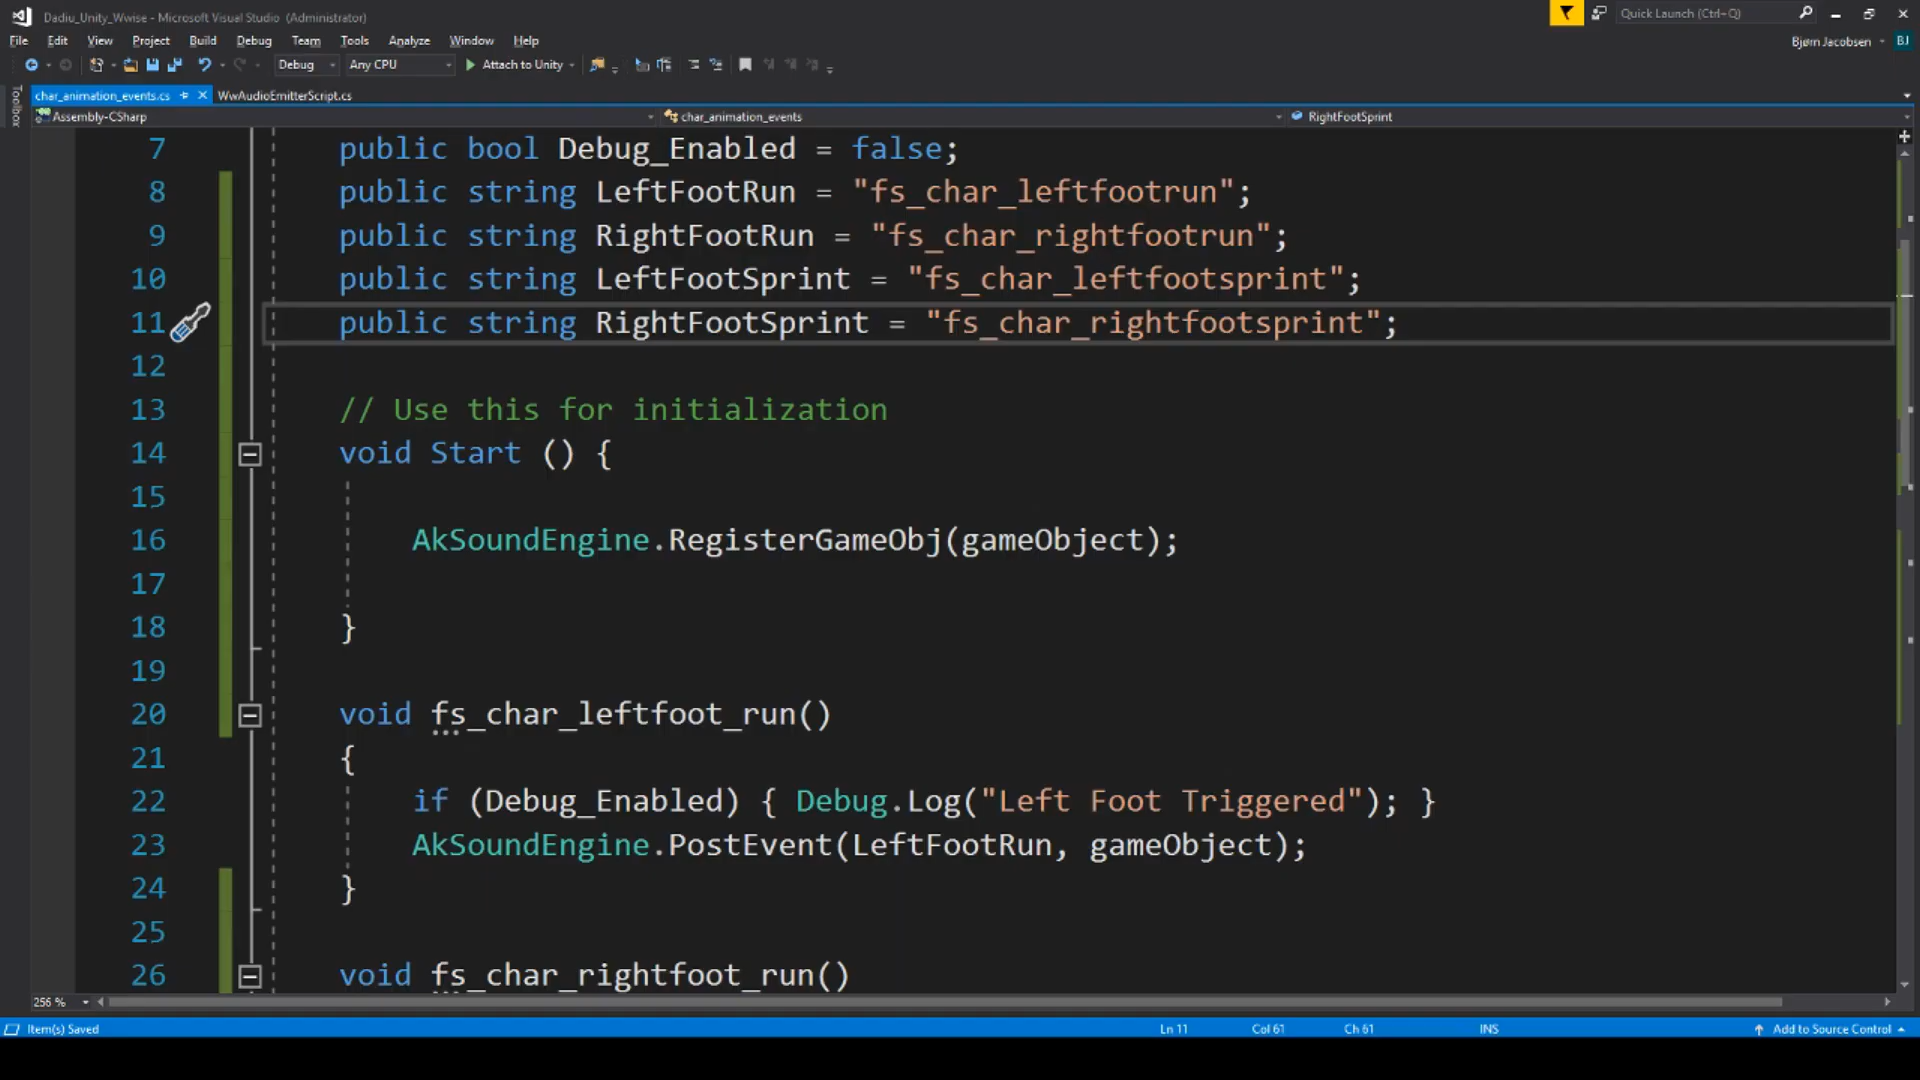 Dadiu_Unity_Wwise - Microsoft Visual Studio (Administrator)
Quick Launch (Ctrl+Q)
File Edit View Project Build Debug Team Tools Analyze Window Help
Bjørn Jacobsen BJ
Debug Any CPU Attach to Unity
Toolbox
char_animation_events.cs WwAudioEmitterScript.cs
Assembly-CSharp char_animation_events RightFootSprint
7 public bool Debug_Enabled = false;
8 public string LeftFootRun = "fs_char_leftfootrun";
9 public string RightFootRun = "fs_char_rightfootrun";
10 public string LeftFootSprint = "fs_char_leftfootsprint";
11 public string RightFootSprint = "fs_char_rightfootsprint";
12
13 // Use this for initialization
14 void Start () {
15
16 AkSoundEngine.RegisterGameObj(gameObject);
17
18 }
19
20 void fs_char_leftfoot_run()
21 {
22 if (Debug_Enabled) { Debug.Log("Left Foot Triggered"); }
23 AkSoundEngine.PostEvent(LeftFootRun, gameObject);
24 }
25
26 void fs_char_rightfoot_run()
256 %
Item(s) Saved Ln 11 Col 61 Ch 61 INS Add to Source Control